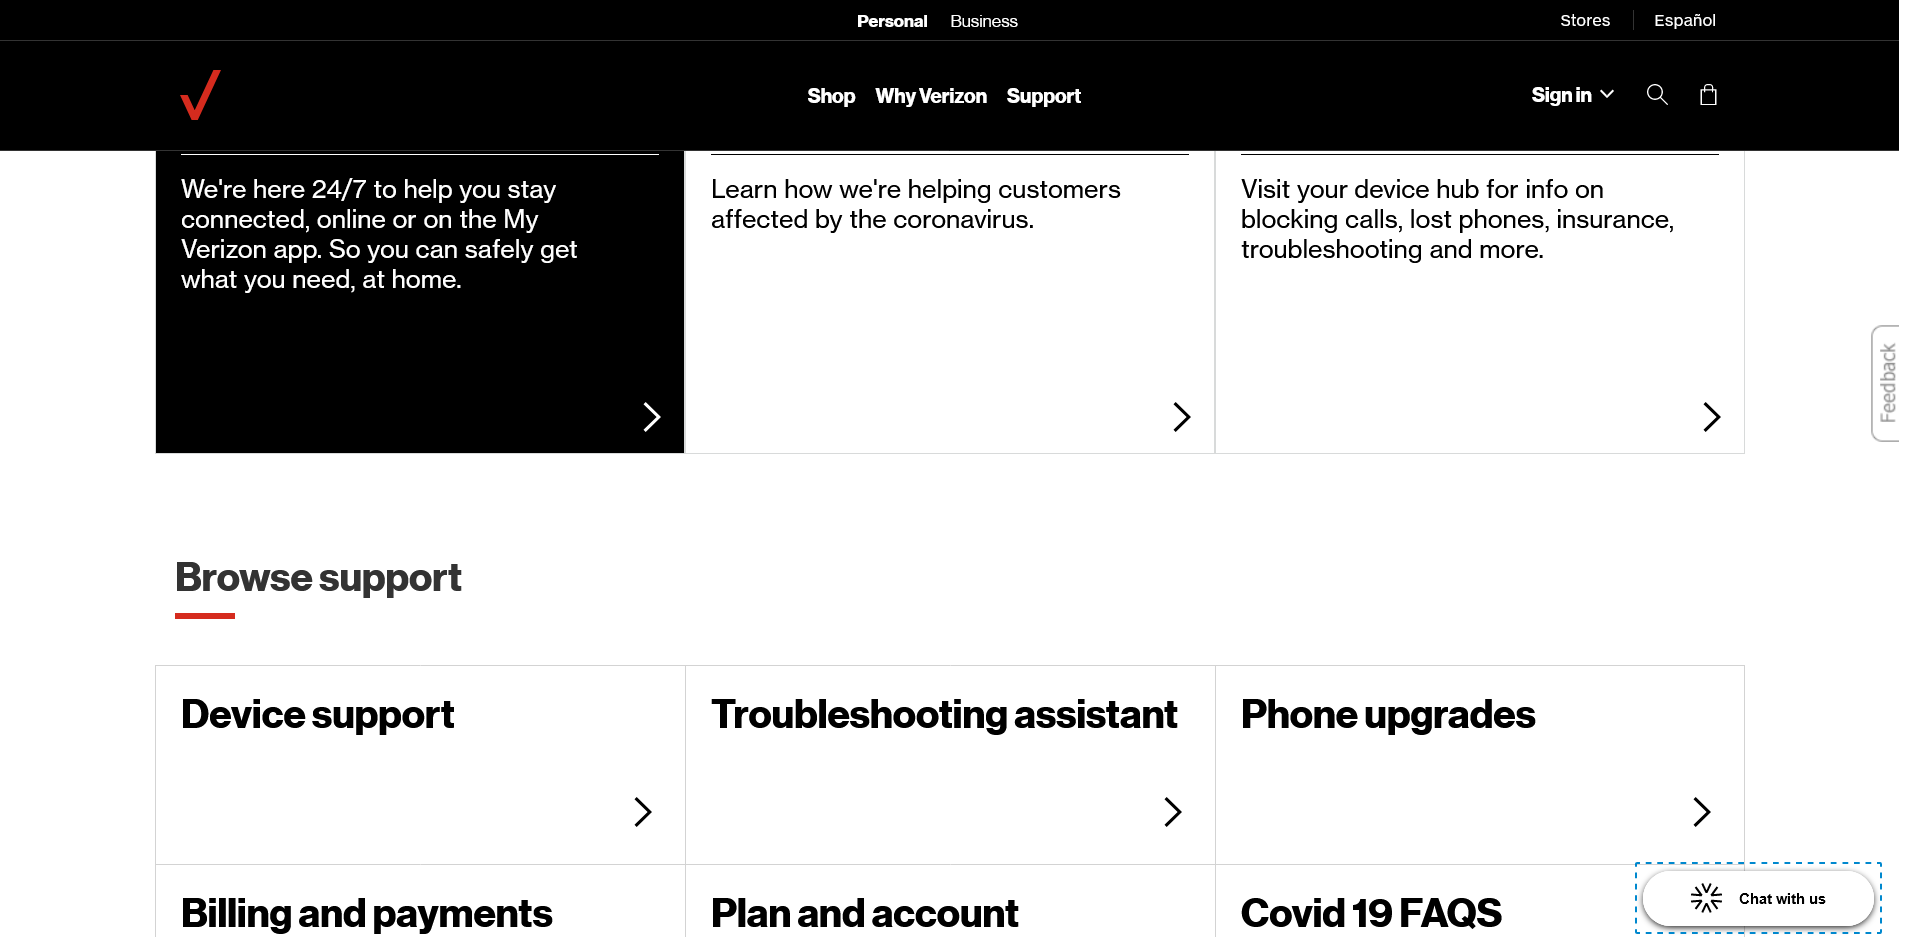 Personal Business Stores Español
Shop Why Verizon Support Sign in
We're here 24/7 to help you stay
connected, online or on the My
Verizon app. So you can safely get
what you need, at home.
Learn how we're helping customers
affected by the coronavirus.
Visit your device hub for info on
blocking calls, lost phones, insurance,
troubleshooting and more.
Feedback
Browse support
Device support
Troubleshooting assistant
Phone upgrades
Billing and payments
Plan and account
Covid 19 FAQS
Chat with us